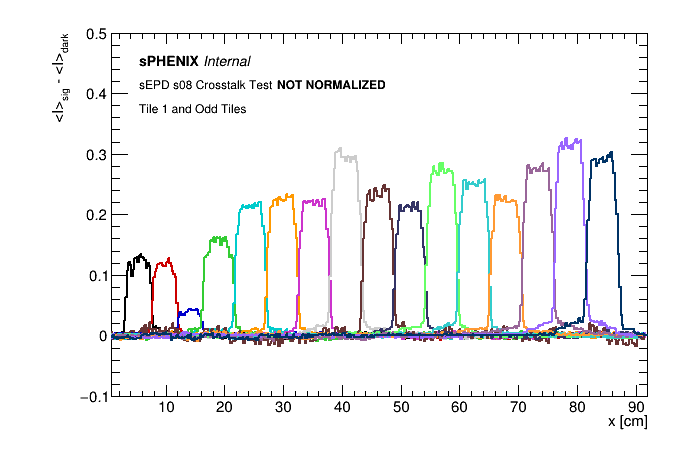 0.5
<I>sig - <I>dark
sPHENIX Internal
sEPD s08 Crosstalk Test NOT NORMALIZED
Tile 1 and Odd Tiles
0.4
0.3
0.2
0.1
0
−0.1
10 20 30 40 50 60 70 80 90
x [cm]